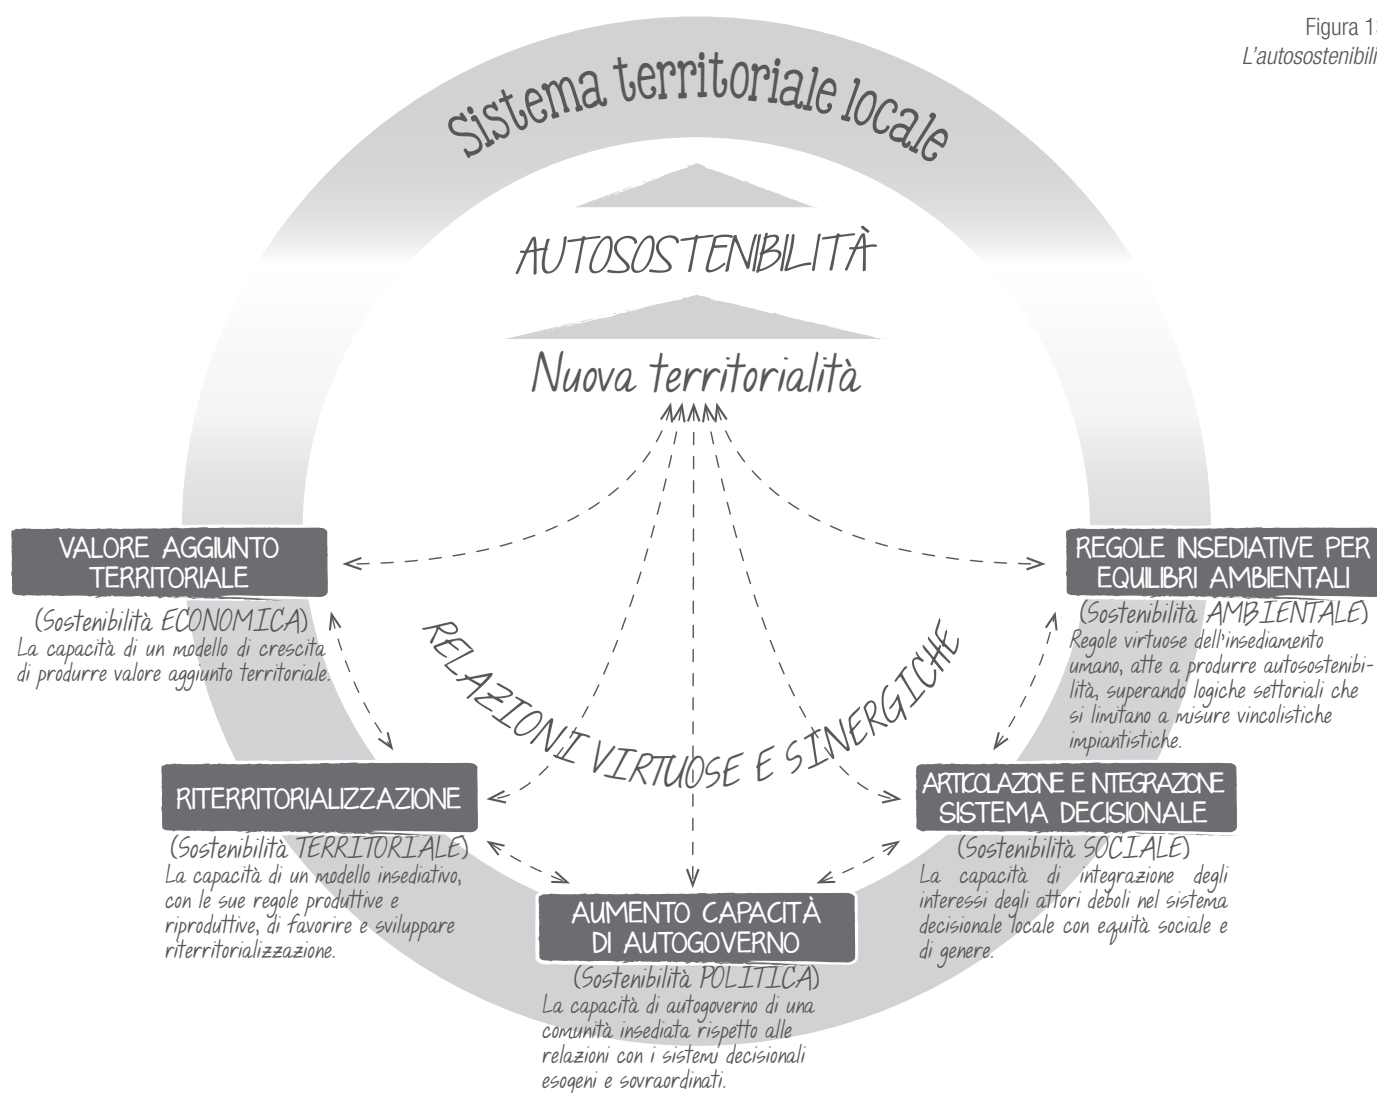 Figura 13
L'autosostenibili
Sistema territoriale locale
AUTOSOSTENIBILITÀ
Nuova territorialità
VALORE AGGIUNTO
TERRITORIALE
(Sostenibilità ECONOMICA)
La capacità di un modello di crescita
di produrre valore aggiunto territoriale.
REGOLE INSEDIATIVE PER
EQUILIBRI AMBIENTALI
(Sostenibilità AMBIENTALE)
Regole virtuose dell'insediamento
umano, atte a produrre autosostenibi-
lità, superando logiche settoriali che
si limitano a misure vincolistiche
impiantistiche.
RELAZIONI VIRTUOSE E SINERGICHE
RITERRITORIALIZZAZIONE
(Sostenibilità TERRITORIALE)
La capacità di un modello insediativo,
con le sue regole produttive e
riproduttive, di favorire e sviluppare
riterritorializzazione.
ARTICOLAZIONE E NTEGRAZIONE
SISTEMA DECISIONALE
(Sostenibilità SOCIALE)
La capacità di integrazione degli
interessi degli attori deboli nel sistema
decisionale locale con equità sociale e
di genere.
AUMENTO CAPACITÀ
DI AUTOGOVERNO
(Sostenibilità POLITICA)
La capacità di autogoverno di una
comunità insediata rispetto alle
relazioni con i sistemi decisionali
esogeni e sovraordinati.